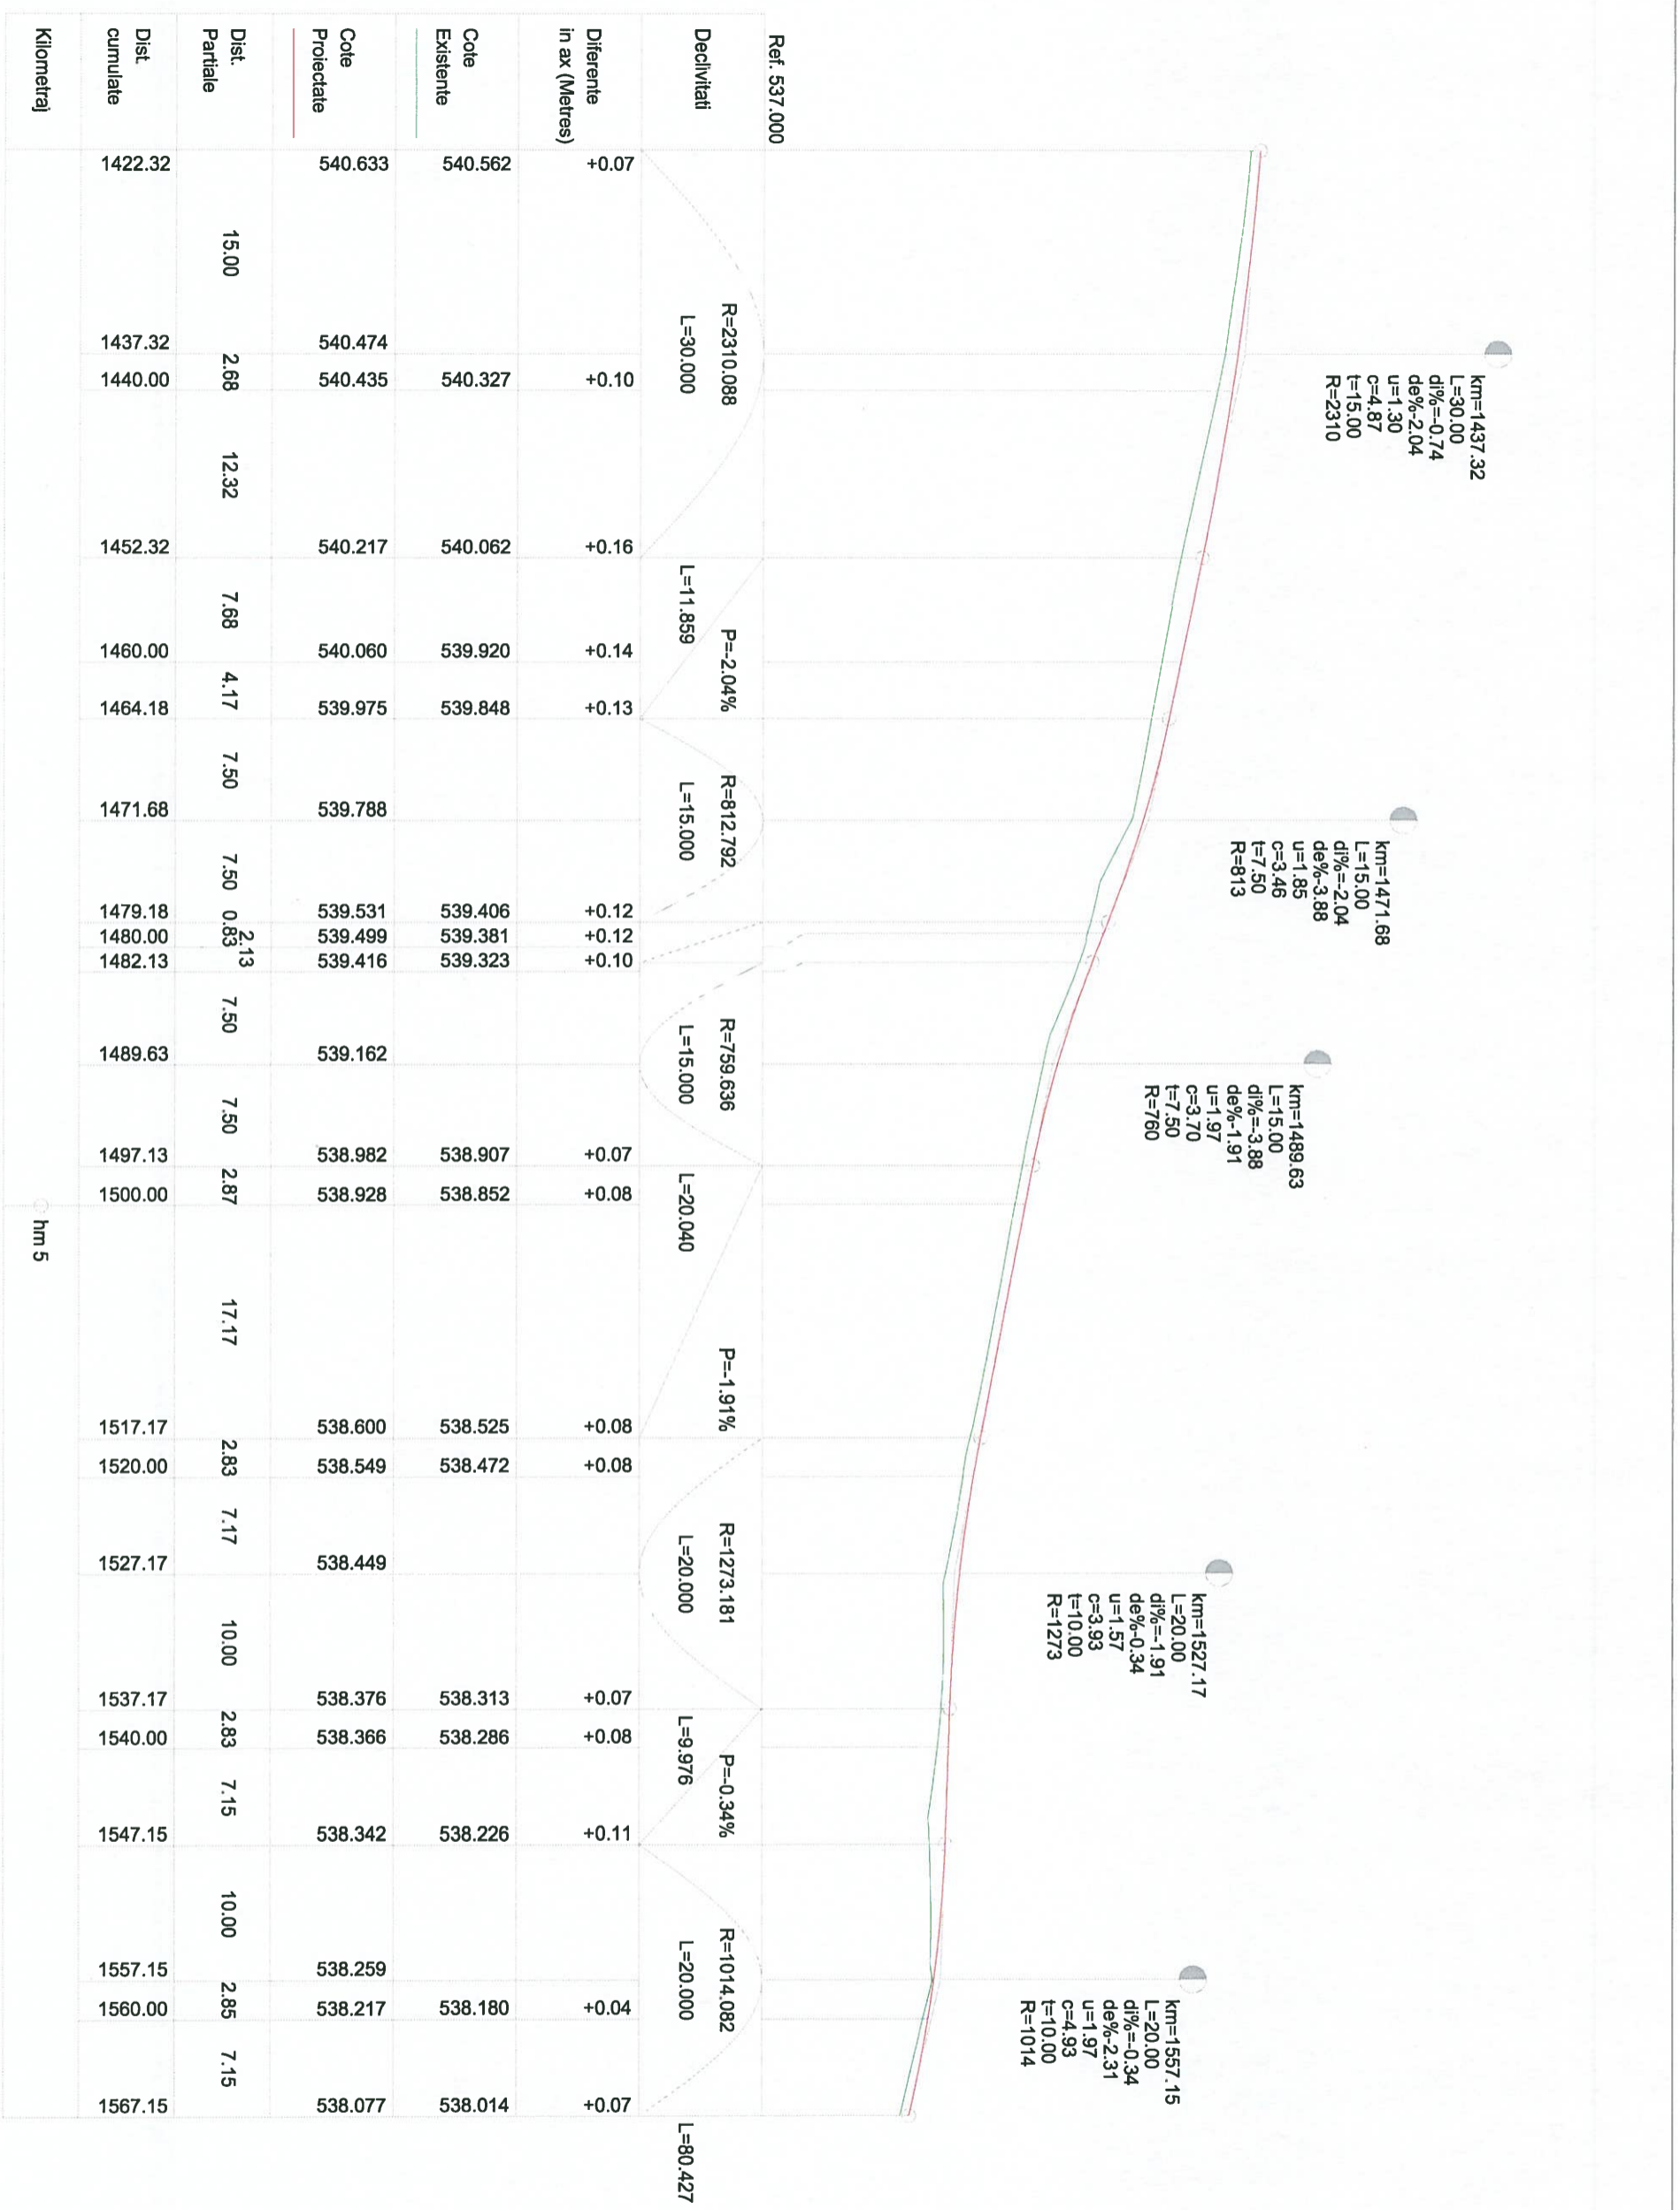 km=1437.32
L=30.00
di%=-0.74
de%-2.04
u=1.30
c=4.87
t=15.00
R=2310
km=1471.68
L=15.00
di%=-2.04
de%-3.88
u=1.85
c=3.46
t=7.50
R=813
km=1489.63
L=15.00
di%=-3.88
de%-1.91
u=1.97
c=3.70
t=7.50
R=760
km=1527.17
L=20.00
di%=-1.91
de%-0.34
u=1.57
c=3.93
t=10.00
R=1273
km=1557.15
L=20.00
di%=-0.34
de%-2.31
u=1.97
c=4.93
t=10.00
R=1014
Ref. 537.000
Declivitati
R=2310.088
L=30.000
P=-2.04%
L=11.859
R=812.792
L=15.000
R=759.636
L=15.000
P=-1.91%
L=20.040
R=1273.181
L=20.000
P=-0.34%
L=9.976
R=1014.082
L=20.000
L=80.427
Diferente
in ax (Metres)
+0.07 +0.10 +0.16 +0.14 +0.13 +0.12 +0.12 +0.10 +0.07 +0.08 +0.08 +0.08 +0.07 +0.08 +0.11 +0.04 +0.07
Cote
Existente
540.562 540.327 540.062 539.920 539.848 539.406 539.381 539.323 538.907 538.852 538.525 538.472 538.313 538.286 538.226 538.180 538.014
Cote
Proiectate
540.633 540.474 540.435 540.217 540.060 539.975 539.788 539.531 539.499 539.416 539.162 538.982 538.928 538.600 538.549 538.449 538.376 538.366 538.342 538.259 538.217 538.077
Dist.
Partiale
15.00 2.68 12.32 7.68 4.17 7.50 7.50 0.83 2.13 7.50 7.50 2.87 17.17 2.83 7.17 10.00 2.83 7.15 10.00 2.85 7.15
Dist.
cumulate
1422.32 1437.32 1440.00 1452.32 1460.00 1464.18 1471.68 1479.18 1480.00 1482.13 1489.63 1497.13 1500.00 1517.17 1520.00 1527.17 1537.17 1540.00 1547.15 1557.15 1560.00 1567.15
Kilometraj
hm 5